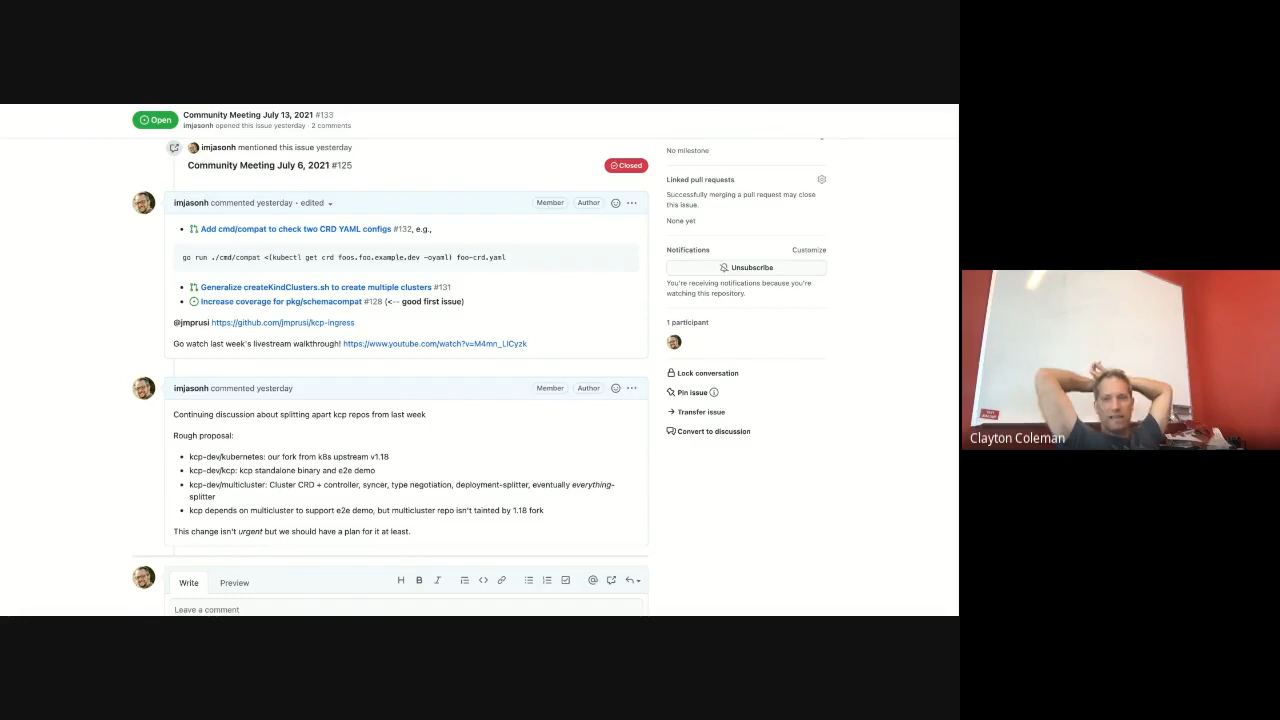 Open
Community Meeting July 13, 2021 #133
imjasonh opened this issue yesterday · 2 comments
imjasonh mentioned this issue yesterday
Community Meeting July 6, 2021 #125
Closed
imjasonh commented yesterday · edited
Member
Author
Add cmd/compat to check two CRD YAML configs #132, e.g.,
go run ./cmd/compat <(kubectl get crd foos.foo.example.dev -oyaml) foo-crd.yaml
Generalize createKindClusters.sh to create multiple clusters #131
Increase coverage for pkg/schemacompat #128 (<-- good first issue)
@jmprusi https://github.com/jmprusi/kcp-ingress
Go watch last week's livestream walkthrough! https://www.youtube.com/watch?v=M4mn_LlCyzk
imjasonh commented yesterday
Member
Author
Continuing discussion about splitting apart kcp repos from last week
Rough proposal:
kcp-dev/kubernetes: our fork from k8s upstream v1.18
kcp-dev/kcp: kcp standalone binary and e2e demo
kcp-dev/multicluster: Cluster CRD + controller, syncer, type negotiation, deployment-splitter, eventually everything-
splitter
kcp depends on multicluster to support e2e demo, but multicluster repo isn't tainted by 1.18 fork
This change isn't urgent but we should have a plan for it at least.
Write
Preview
Leave a comment
No milestone
Linked pull requests
Successfully merging a pull request may close
this issue.
None yet
Notifications
Customize
Unsubscribe
You're receiving notifications because you're
watching this repository.
1 participant
Lock conversation
Pin issue
Transfer issue
Convert to discussion
Clayton Coleman